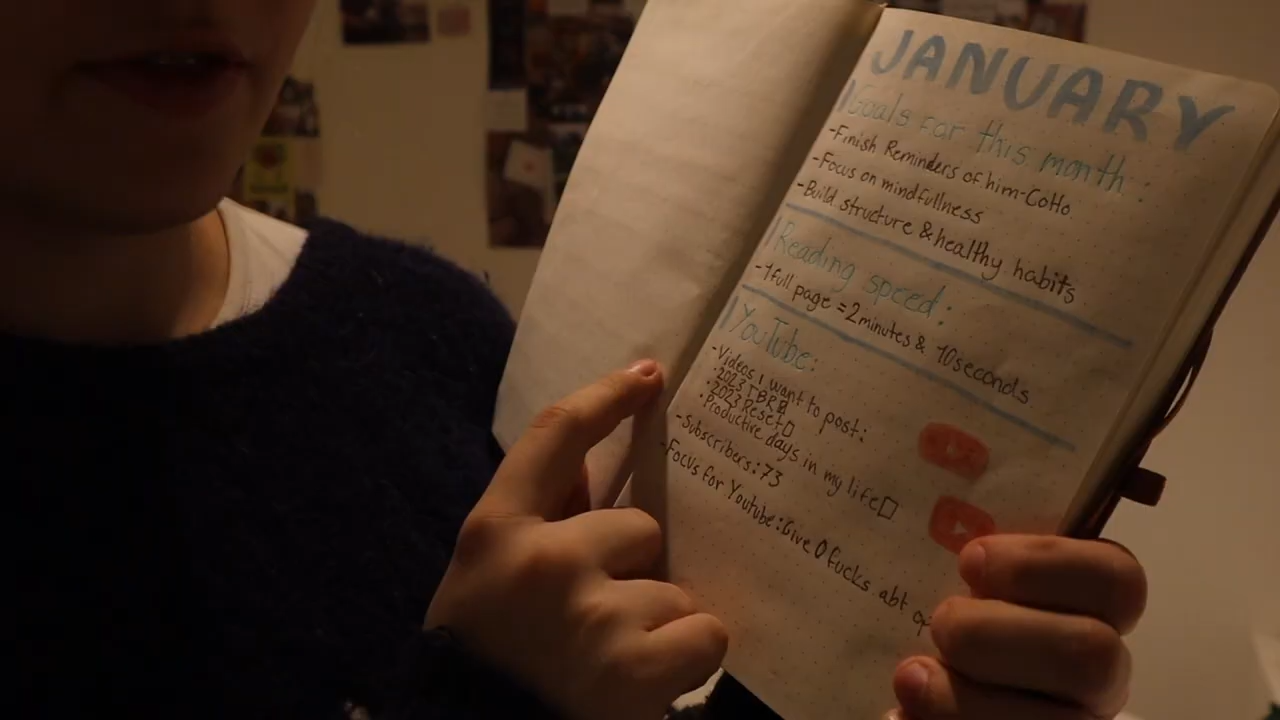 JANUARY
Goals for this month:
-Finish Reminders of him-CoHo
-Focus on mindfullness
-Build structure & healthy habits
Reading speed:
-1 full page = 2 minutes & 10 seconds
YouTube:
-Videos I want to post:
·2023 TBR
·2023 Reset
·Productive days in my life
-Subscribers: 73
-Focus for Youtube: Give 0 fucks abt